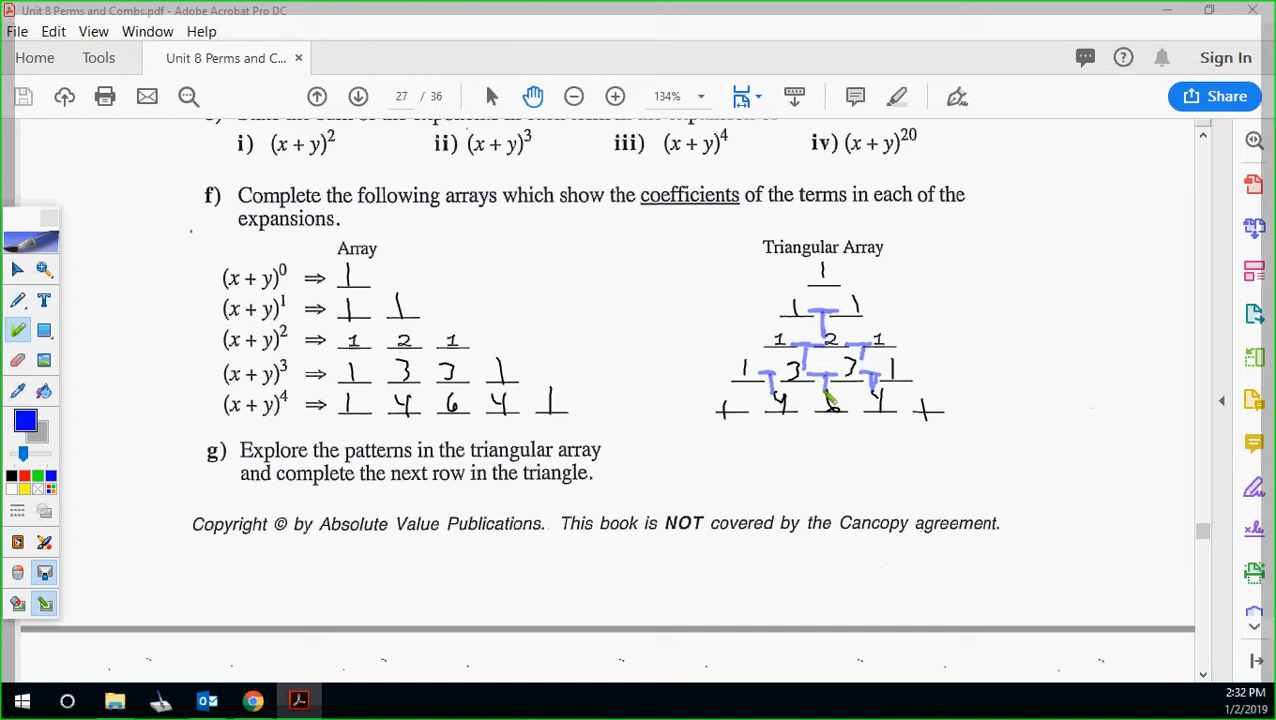 Unit 8 Perms and Combs.pdf - Adobe Acrobat Pro DC
File Edit View Window Help
Home Tools Unit 8 Perms and C... × Sign In
27 / 36 134% Share
i) (x + y)² ii) (x + y)³ iii) (x + y)⁴ iv) (x + y)²⁰
f) Complete the following arrays which show the coefficients of the terms in each of the
expansions.
Array Triangular Array
(x + y)⁰ ⇒ 1 1
(x + y)¹ ⇒ 1 1 1 1
(x + y)² ⇒ 1 2 1 1 2 1
(x + y)³ ⇒ 1 3 3 1 1 3 3 1
(x + y)⁴ ⇒ 1 4 6 4 1 1 4 6 4 1
g) Explore the patterns in the triangular array
and complete the next row in the triangle.
Copyright © by Absolute Value Publications. This book is NOT covered by the Cancopy agreement.
2:32 PM
1/2/2019